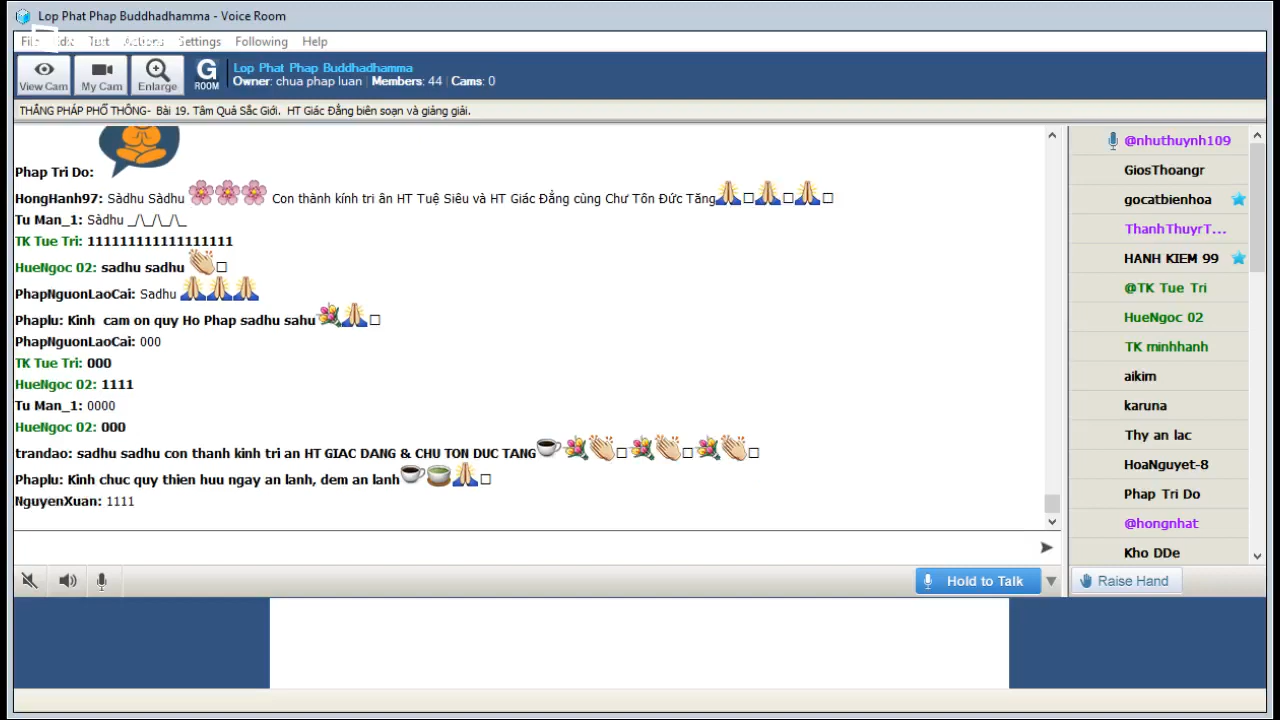 Lop Phat Phap Buddhadhamma - Voice Room
Settings Following Help
View Cam My Cam Enlarge G ROOM
Lop Phat Phap Buddhadhamma
Owner: chua phap luan Members: 44 Cams: 0
THẮNG PHÁP PHỔ THÔNG- Bài 19. Tâm Quả Sắc Giới. HT Giác Đẳng biên soạn và giảng giải.
Phap Tri Do:
HongHanh97: Sàdhu Sàdhu Con thành kính tri ân HT Tuệ Siêu và HT Giác Đẳng cùng Chư Tôn Đức Tăng
Tu Man_1: Sàdhu _/\_/\_/\_
TK Tue Tri: 111111111111111111
HueNgoc 02: sadhu sadhu
PhapNguonLaoCai: Sadhu
Phaplu: Kinh cam on quy Ho Phap sadhu sahu
PhapNguonLaoCai: 000
TK Tue Tri: 000
HueNgoc 02: 1111
Tu Man_1: 0000
HueNgoc 02: 000
trandao: sadhu sadhu con thanh kinh tri an HT GIAC DANG & CHU TON DUC TANG
Phaplu: Kinh chuc quy thien huu ngay an lanh, dem an lanh
NguyenXuan: 1111
@nhuthuynh109
GiosThoangr
gocatbienhoa
ThanhThuyrT...
HANH KIEM 99
@TK Tue Tri
HueNgoc 02
TK minhhanh
aikim
karuna
Thy an lac
HoaNguyet-8
Phap Tri Do
@hongnhat
Kho DDe
Hold to Talk
Raise Hand